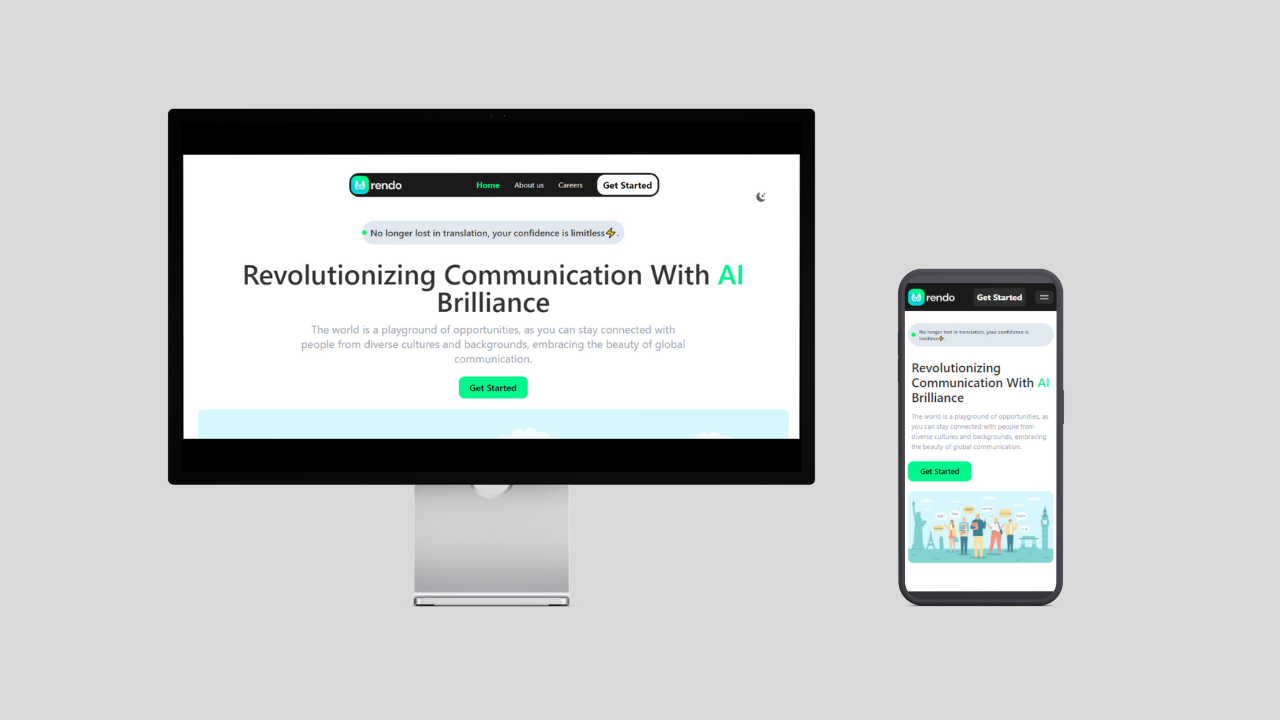 rendo Home About us Careers Get Started
No longer lost in translation, your confidence is limitless⚡.
Revolutionizing Communication With AI
Brilliance
The world is a playground of opportunities, as you can stay connected with
people from diverse cultures and backgrounds, embracing the beauty of global
communication.
Get Started
rendo Get Started
No longer lost in translation, your confidence is
limitless⚡.
Revolutionizing
Communication With AI
Brilliance
The world is a playground of opportunities, as
you can stay connected with people from
diverse cultures and backgrounds, embracing
the beauty of global communication.
Get Started